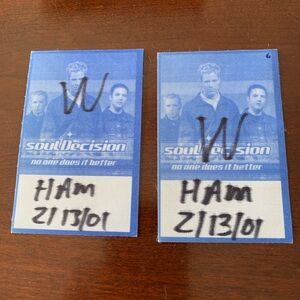 W
soulDecision
no one does it better
HAm
2/13/01
6
W
soulDecision
no one does it better
HAm
2/13/01